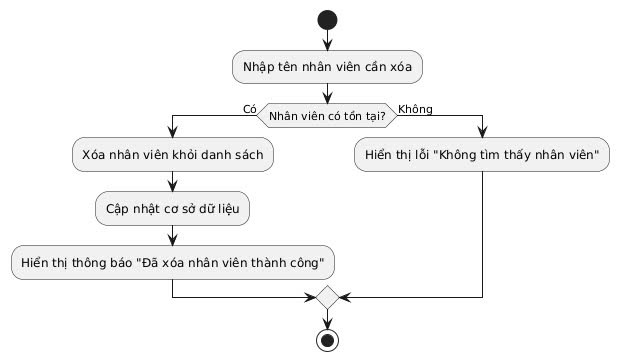 Nhập tên nhân viên cần xóa
Nhân viên có tồn tại?
Có
Không
Xóa nhân viên khỏi danh sách
Hiển thị lỗi "Không tìm thấy nhân viên"
Cập nhật cơ sở dữ liệu
Hiển thị thông báo "Đã xóa nhân viên thành công"